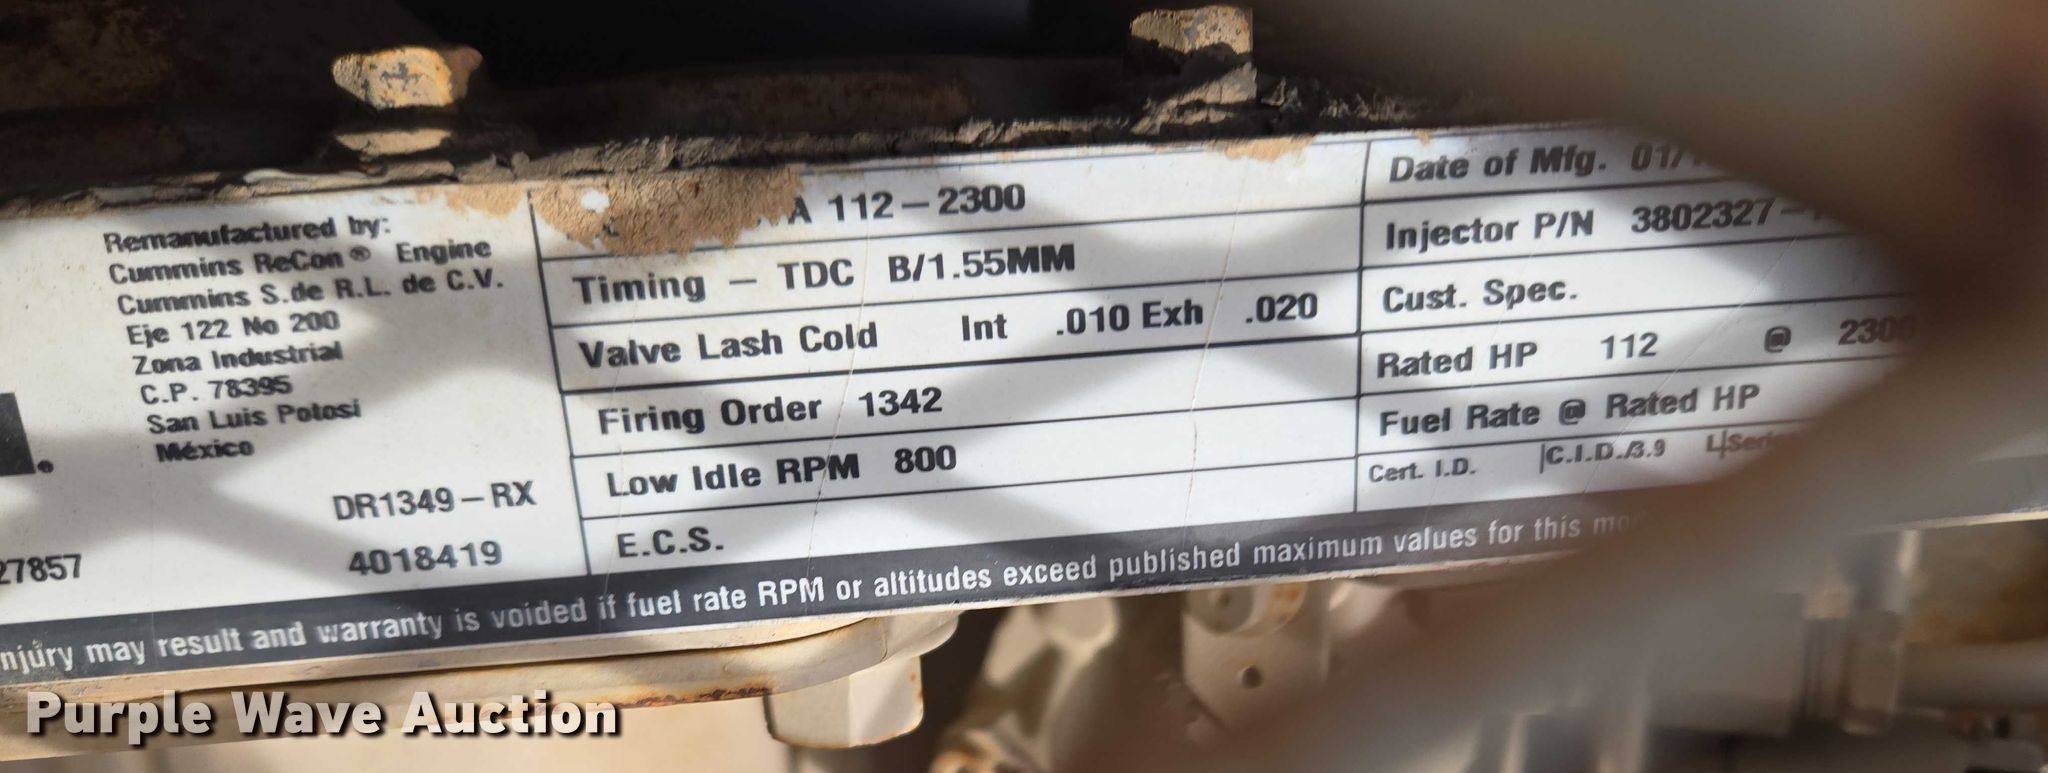 Remanufactured by:
Cummins ReCon® Engine
Cummins S.de R.L. de C.V.
Eje 122 No 200
Zona Industrial
C.P. 78395
San Luis Potosi
México
DR1349-RX
27857 4018419
A 112-2300
Timing - TDC B/1.55MM
Valve Lash Cold Int .010 Exh .020
Firing Order 1342
Low Idle RPM 800
E.C.S.
Date of Mfg. 01/
Injector P/N 3802327-
Cust. Spec.
Rated HP 112 @ 2300
Fuel Rate @ Rated HP
Cert. I.D. C.I.D./3.9 L
njury may result and warranty is voided if fuel rate RPM or altitudes exceed published maximum values for this
Purple Wave Auction